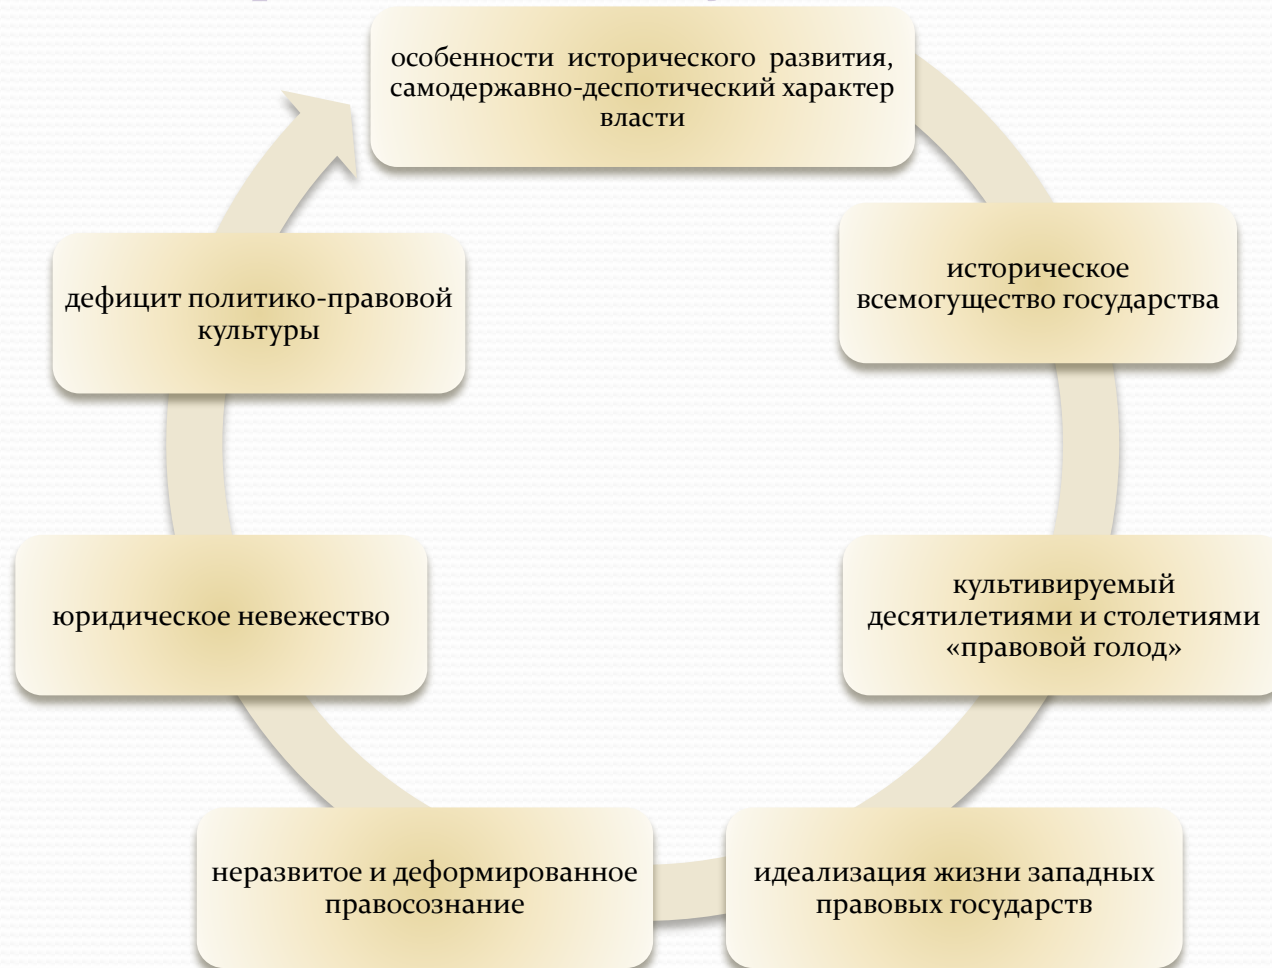 особенности исторического развития,
самодержавно-деспотический характер
власти
историческое
всемогущество государства
культивируемый
десятилетиями и столетиями
«правовой голод»
идеализация жизни западных
правовых государств
неразвитое и деформированное
правосознание
юридическое невежество
дефицит политико-правовой
культуры